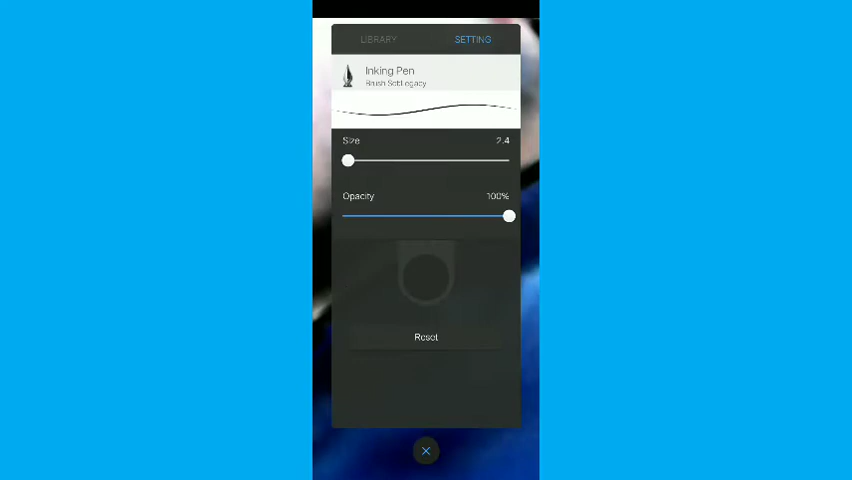 LIBRARY SETTING
Inking Pen
Brush Set:Legacy
Size 2.4
Opacity 100%
Reset